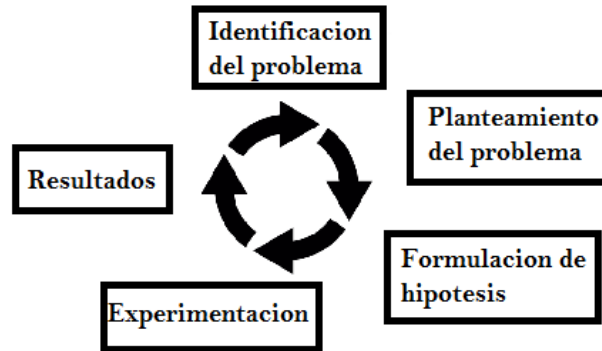 Identificacion
del problema
Planteamiento
del problema
Formulacion de
hipotesis
Experimentacion
Resultados